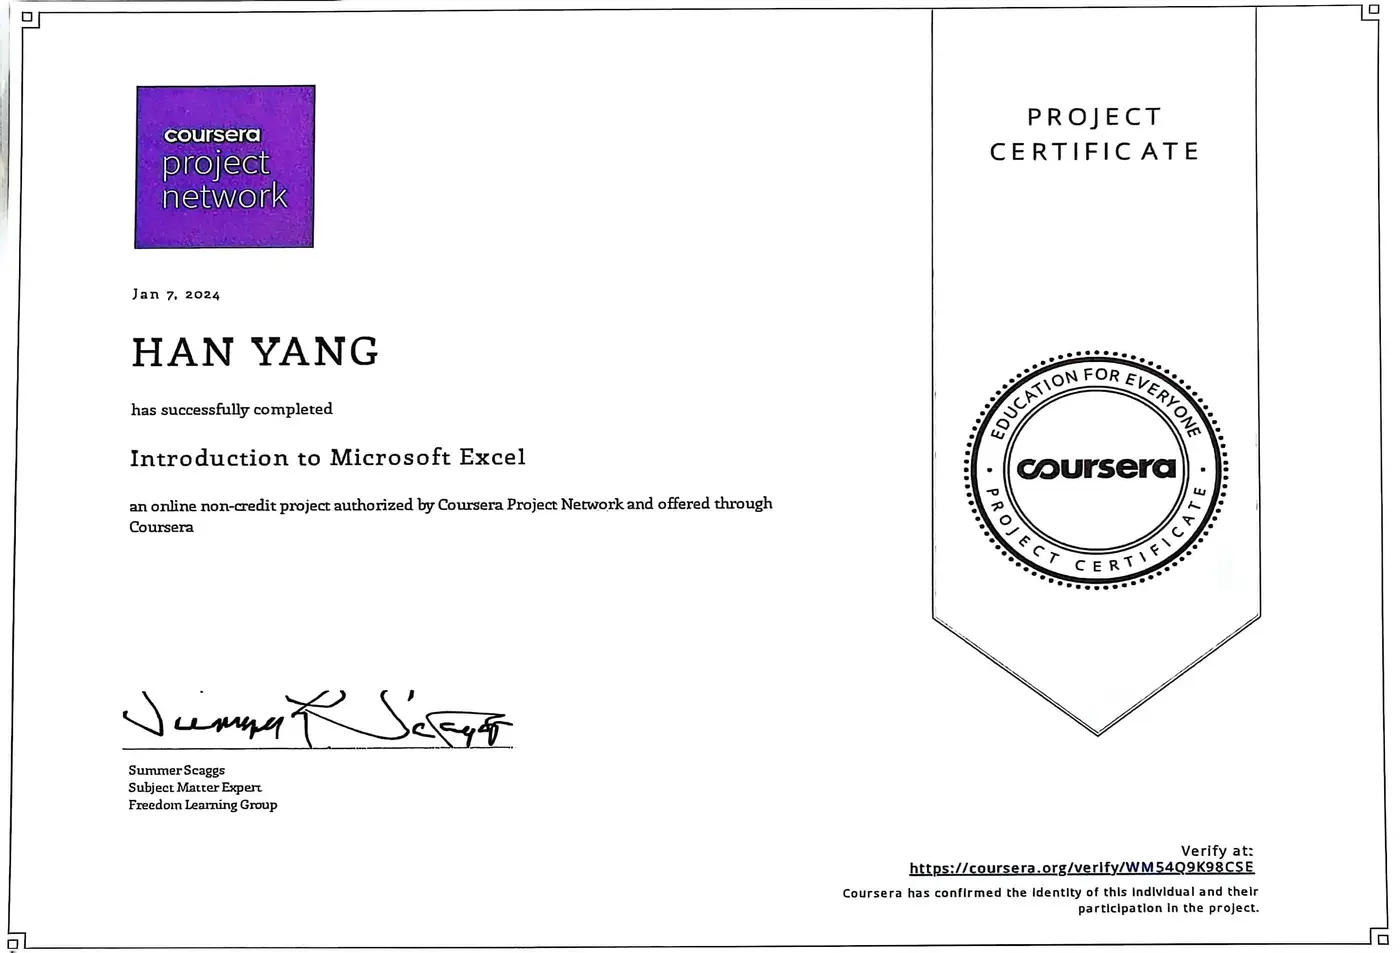 coursera
project
network
PROJECT
CERTIFICATE
Jan 7, 2024
HAN YANG
has successfully completed
Introduction to Microsoft Excel
an online non-credit project authorized by Coursera Project Network and offered through
Coursera
EDUCATION FOR EVERYONE
coursera
PROJECT CERTIFICATE
Summer Scaggs
Subject Matter Expert
Freedom Learning Group
Verify at:
https://coursera.org/verify/WM54Q9K98CSE
Coursera has confirmed the identity of this individual and their
participation in the project.